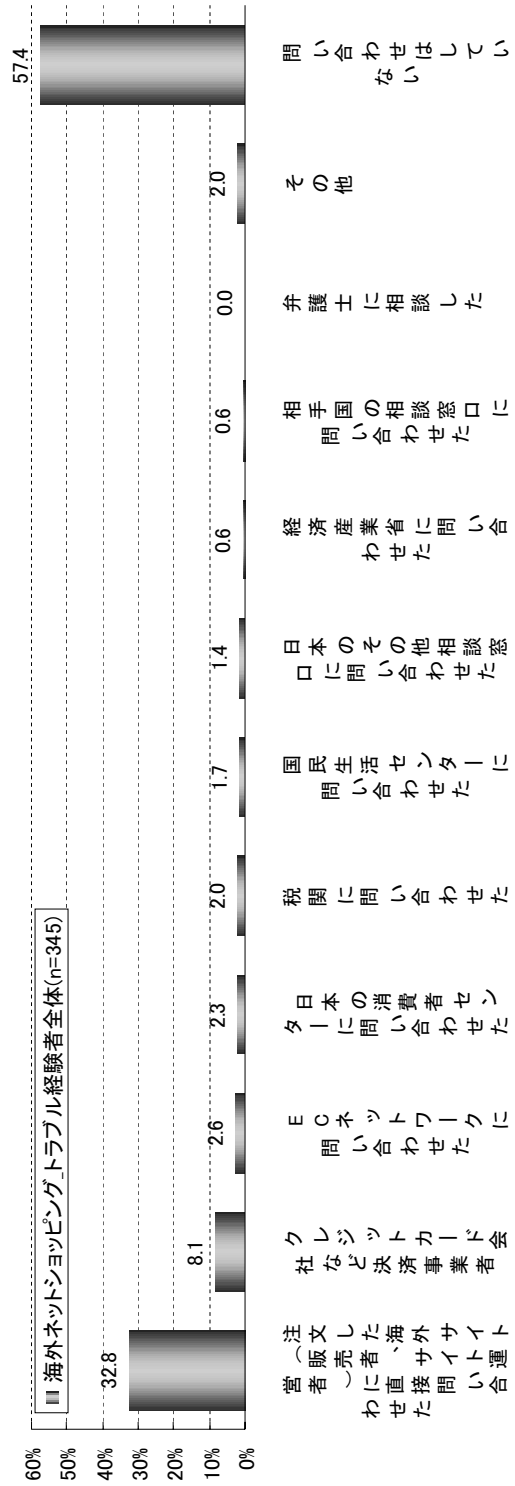 海外ネットショッピング_トラブル経験者全体(n=345)
60%
50%
40%
30%
20%
10%
0%
32.8
8.1
2.6
2.3
2.0
1.7
1.4
0.6
0.6
0.0
2.0
57.4
注文した海外サイト
（販売者、サイト運
営者）に直接問い合
わせた
クレジットカード会
社など決済事業者
ECネットワークに
問い合わせた
日本の消費者セン
ターに問い合わせた
税関に問い合わせた
国民生活センターに
問い合わせた
日本のその他相談窓
口に問い合わせた
経済産業省に問い合
わせた
相手国の相談窓口に
問い合わせた
弁護士に相談した
その他
問い合わせはしてい
ない